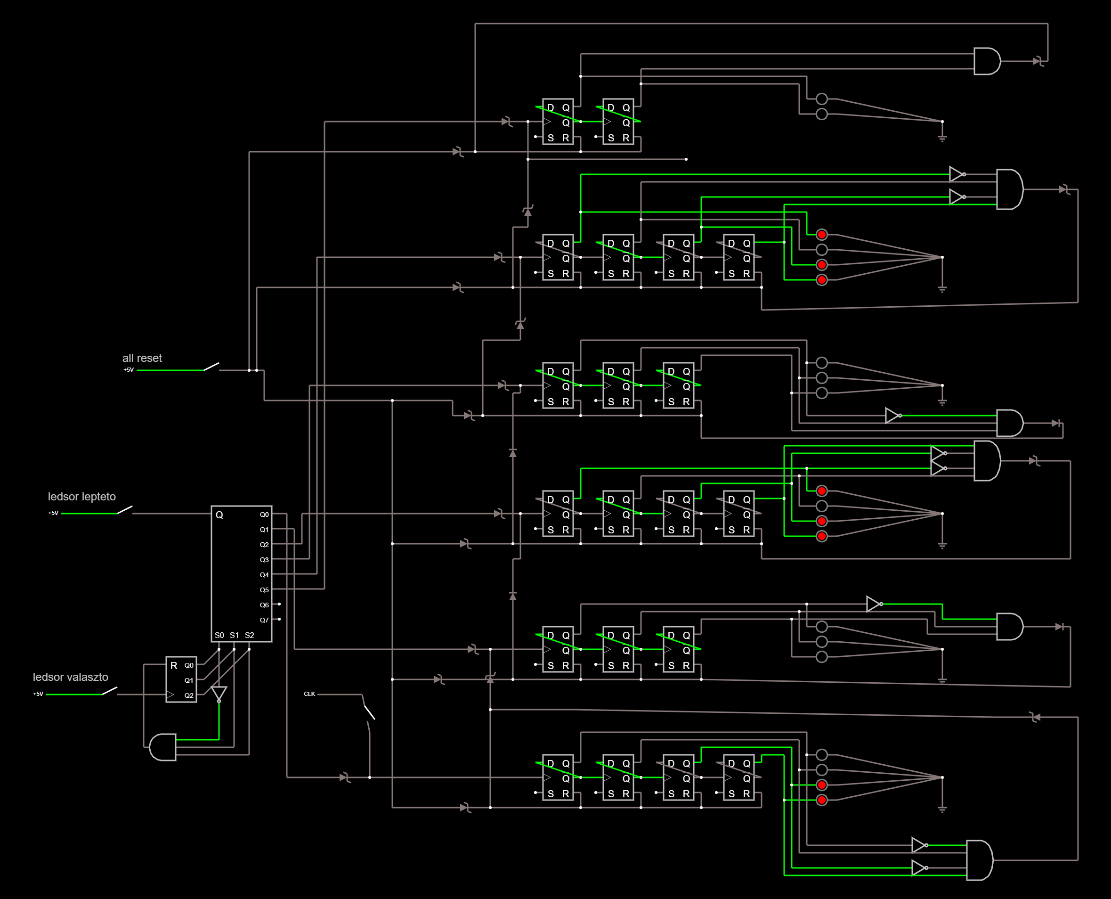 D Q D Q
Q Q
S R S R
D Q D Q D Q D Q
Q Q Q Q
S R S R S R S R
all reset
+5V
D Q D Q D Q
Q Q Q
S R S R S R
ledsor lepteto
+5V
Q Q0
Q1
Q2
Q3
Q4
Q5
Q6
Q7
S0 S1 S2
D Q D Q D Q D Q
Q Q Q Q
S R S R S R S R
R Q0
Q1
Q2
ledsor valaszto
+5V
D Q D Q D Q
Q Q Q
S R S R S R
CLK
D Q D Q D Q D Q
Q Q Q Q
S R S R S R S R